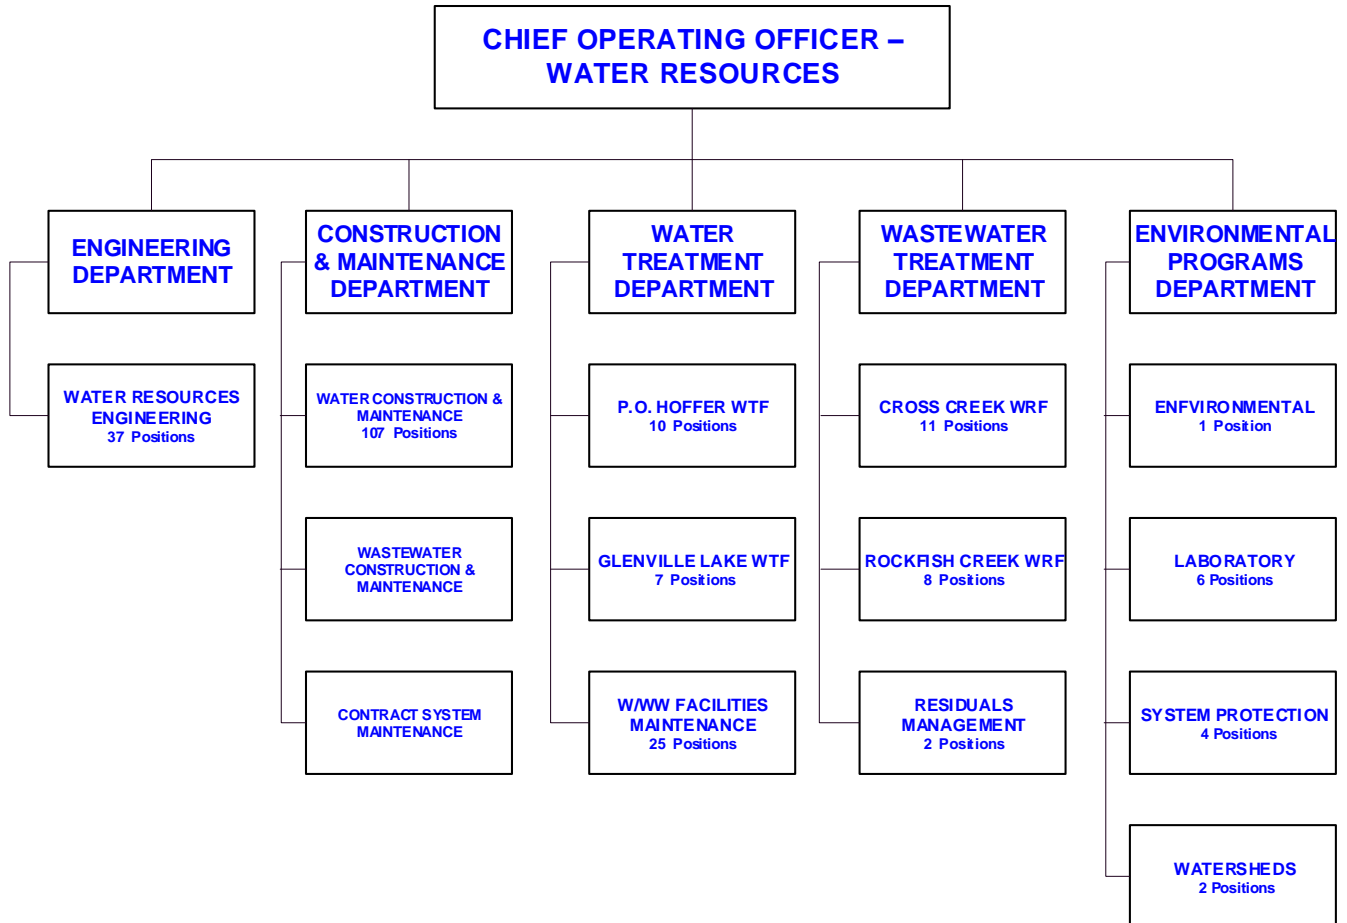 CHIEF OPERATING OFFICER –
WATER RESOURCES
ENGINEERING
DEPARTMENT
WATER RESOURCES
ENGINEERING
37 Positions
CONSTRUCTION
& MAINTENANCE
DEPARTMENT
WATER CONSTRUCTION &
MAINTENANCE
107 Positions
WASTEWATER
CONSTRUCTION &
MAINTENANCE
CONTRACT SYSTEM
MAINTENANCE
WATER
TREATMENT
DEPARTMENT
P.O. HOFFER WTF
10 Positions
GLENVILLE LAKE WTF
7 Positions
W/WW FACILITIES
MAINTENANCE
25 Positions
WASTEWATER
TREATMENT
DEPARTMENT
CROSS CREEK WRF
11 Positions
ROCKFISH CREEK WRF
8 Positions
RESIDUALS
MANAGEMENT
2 Positions
ENVIRONMENTAL
PROGRAMS
DEPARTMENT
ENFVIRONMENTAL
1 Position
LABORATORY
6 Positions
SYSTEM PROTECTION
4 Positions
WATERSHEDS
2 Positions